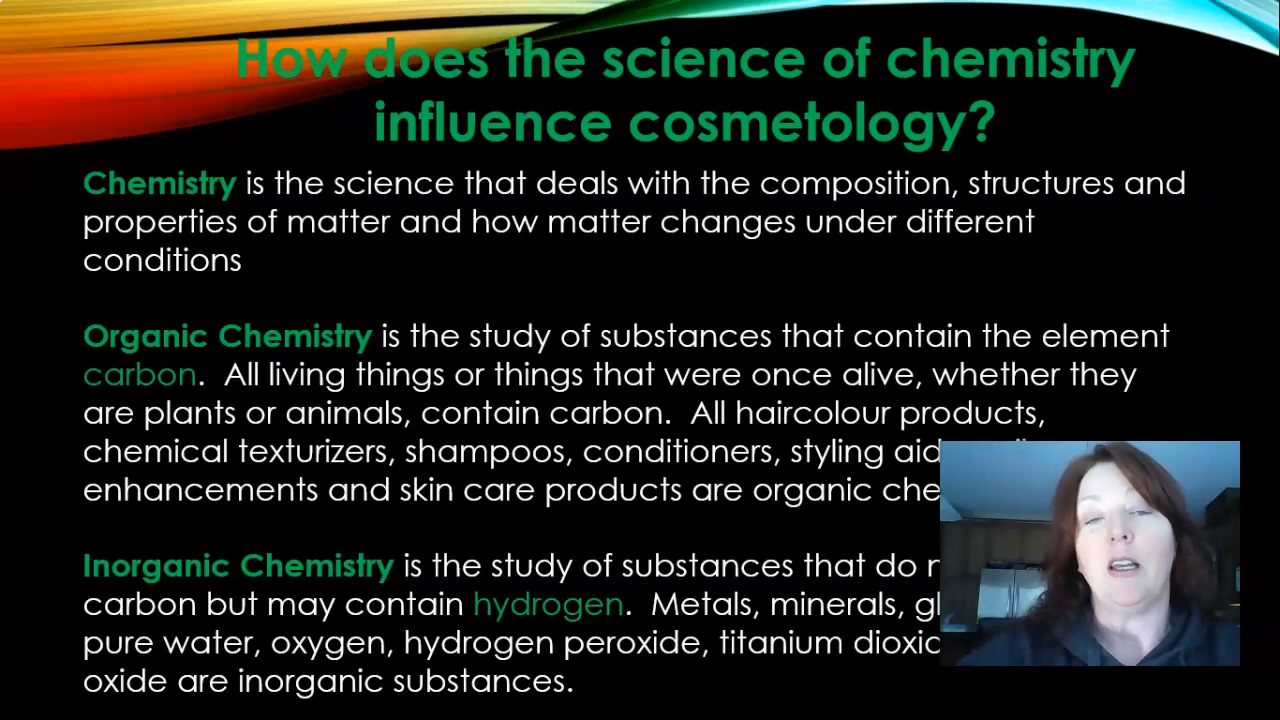 How does the science of chemistry
influence cosmetology?
Chemistry is the science that deals with the composition, structures and
properties of matter and how matter changes under different
conditions
Organic Chemistry is the study of substances that contain the element
carbon.  All living things or things that were once alive, whether they
are plants or animals, contain carbon.  All haircolour products,
chemical texturizers, shampoos, conditioners, styling
enhancements and skin care products are organic
Inorganic Chemistry is the study of substances that do
carbon but may contain hydrogen.  Metals, minerals,
pure water, oxygen, hydrogen peroxide, titanium
oxide are inorganic substances.